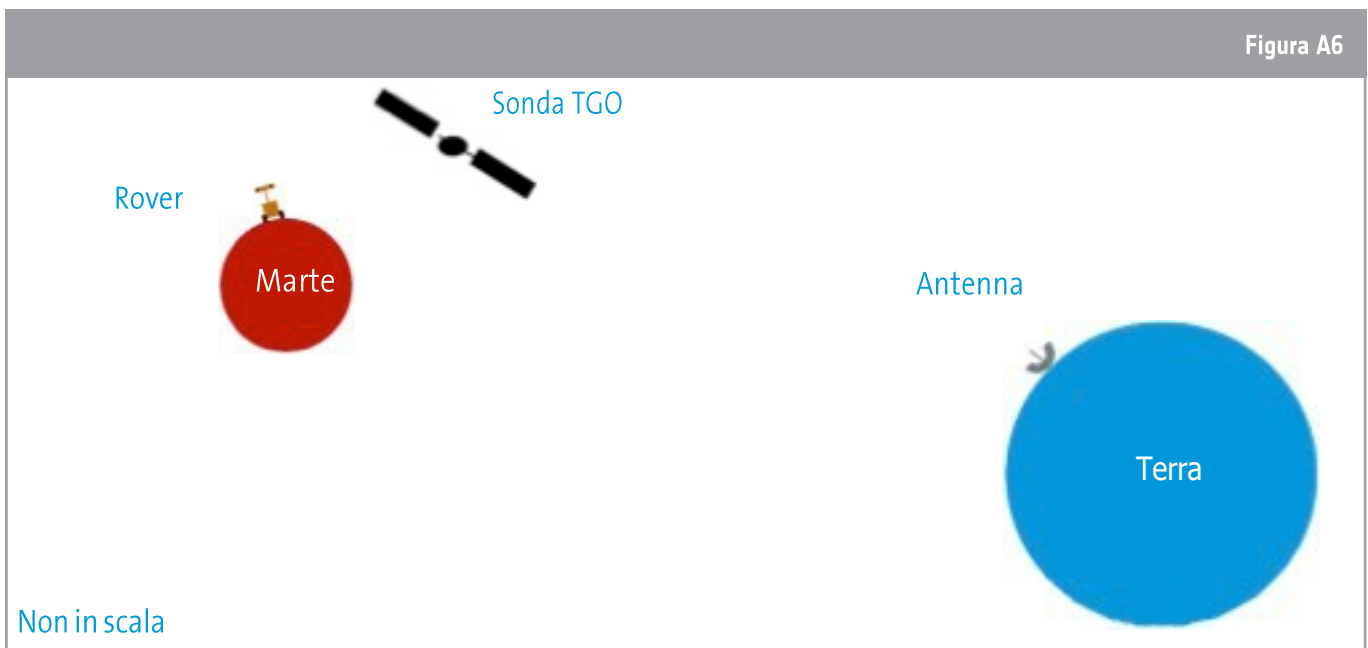 Figura A6
Sonda TGO
Rover
Marte
Antenna
Terra
Non in scala